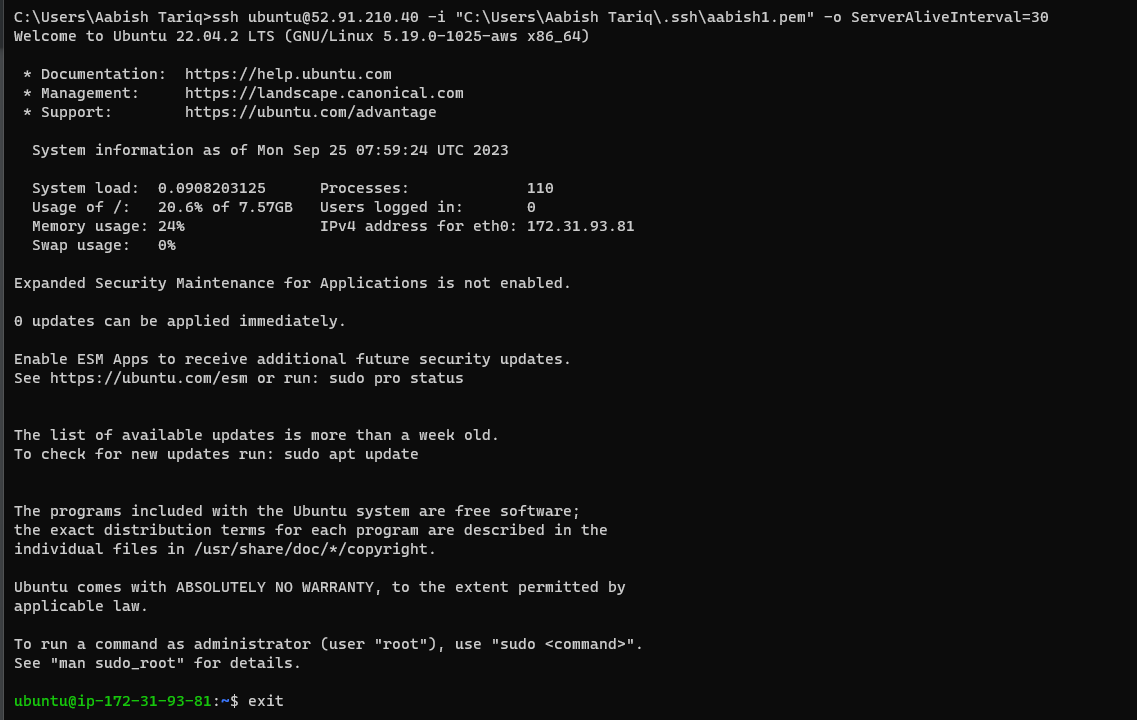 C:\Users\Aabish Tariq>ssh ubuntu@52.91.210.40 -i "C:\Users\Aabish Tariq\.ssh\aabish1.pem" -o ServerAliveInterval=30
Welcome to Ubuntu 22.04.2 LTS (GNU/Linux 5.19.0-1025-aws x86_64)
* Documentation:  https://help.ubuntu.com
* Management:     https://landscape.canonical.com
* Support:        https://ubuntu.com/advantage
System information as of Mon Sep 25 07:59:24 UTC 2023
System load:  0.0908203125      Processes:             110
Usage of /:   20.6% of 7.57GB   Users logged in:       0
Memory usage: 24%               IPv4 address for eth0: 172.31.93.81
Swap usage:   0%
Expanded Security Maintenance for Applications is not enabled.
0 updates can be applied immediately.
Enable ESM Apps to receive additional future security updates.
See https://ubuntu.com/esm or run: sudo pro status
The list of available updates is more than a week old.
To check for new updates run: sudo apt update
The programs included with the Ubuntu system are free software;
the exact distribution terms for each program are described in the
individual files in /usr/share/doc/*/copyright.
Ubuntu comes with ABSOLUTELY NO WARRANTY, to the extent permitted by
applicable law.
To run a command as administrator (user "root"), use "sudo <command>".
See "man sudo_root" for details.
ubuntu@ip-172-31-93-81:~$ exit